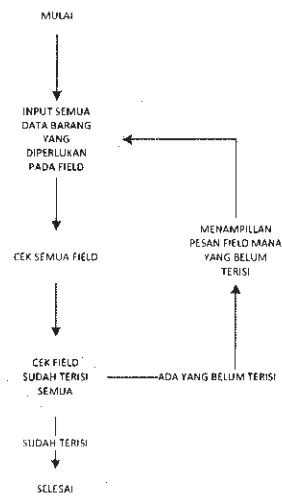 MULAI
INPUT SEMUA
DATA BARANG
YANG
DIPERLUKAN
PADA FIELD
MENAMPILLAN
PESAN FIELD MANA
YANG BELUM
TERISI
CEK SEMUA FIELD
CEK FIELD
SUDAH TERISI
SEMUA
ADA YANG BELUM TERISI
SUDAH TERISI
SELESAI